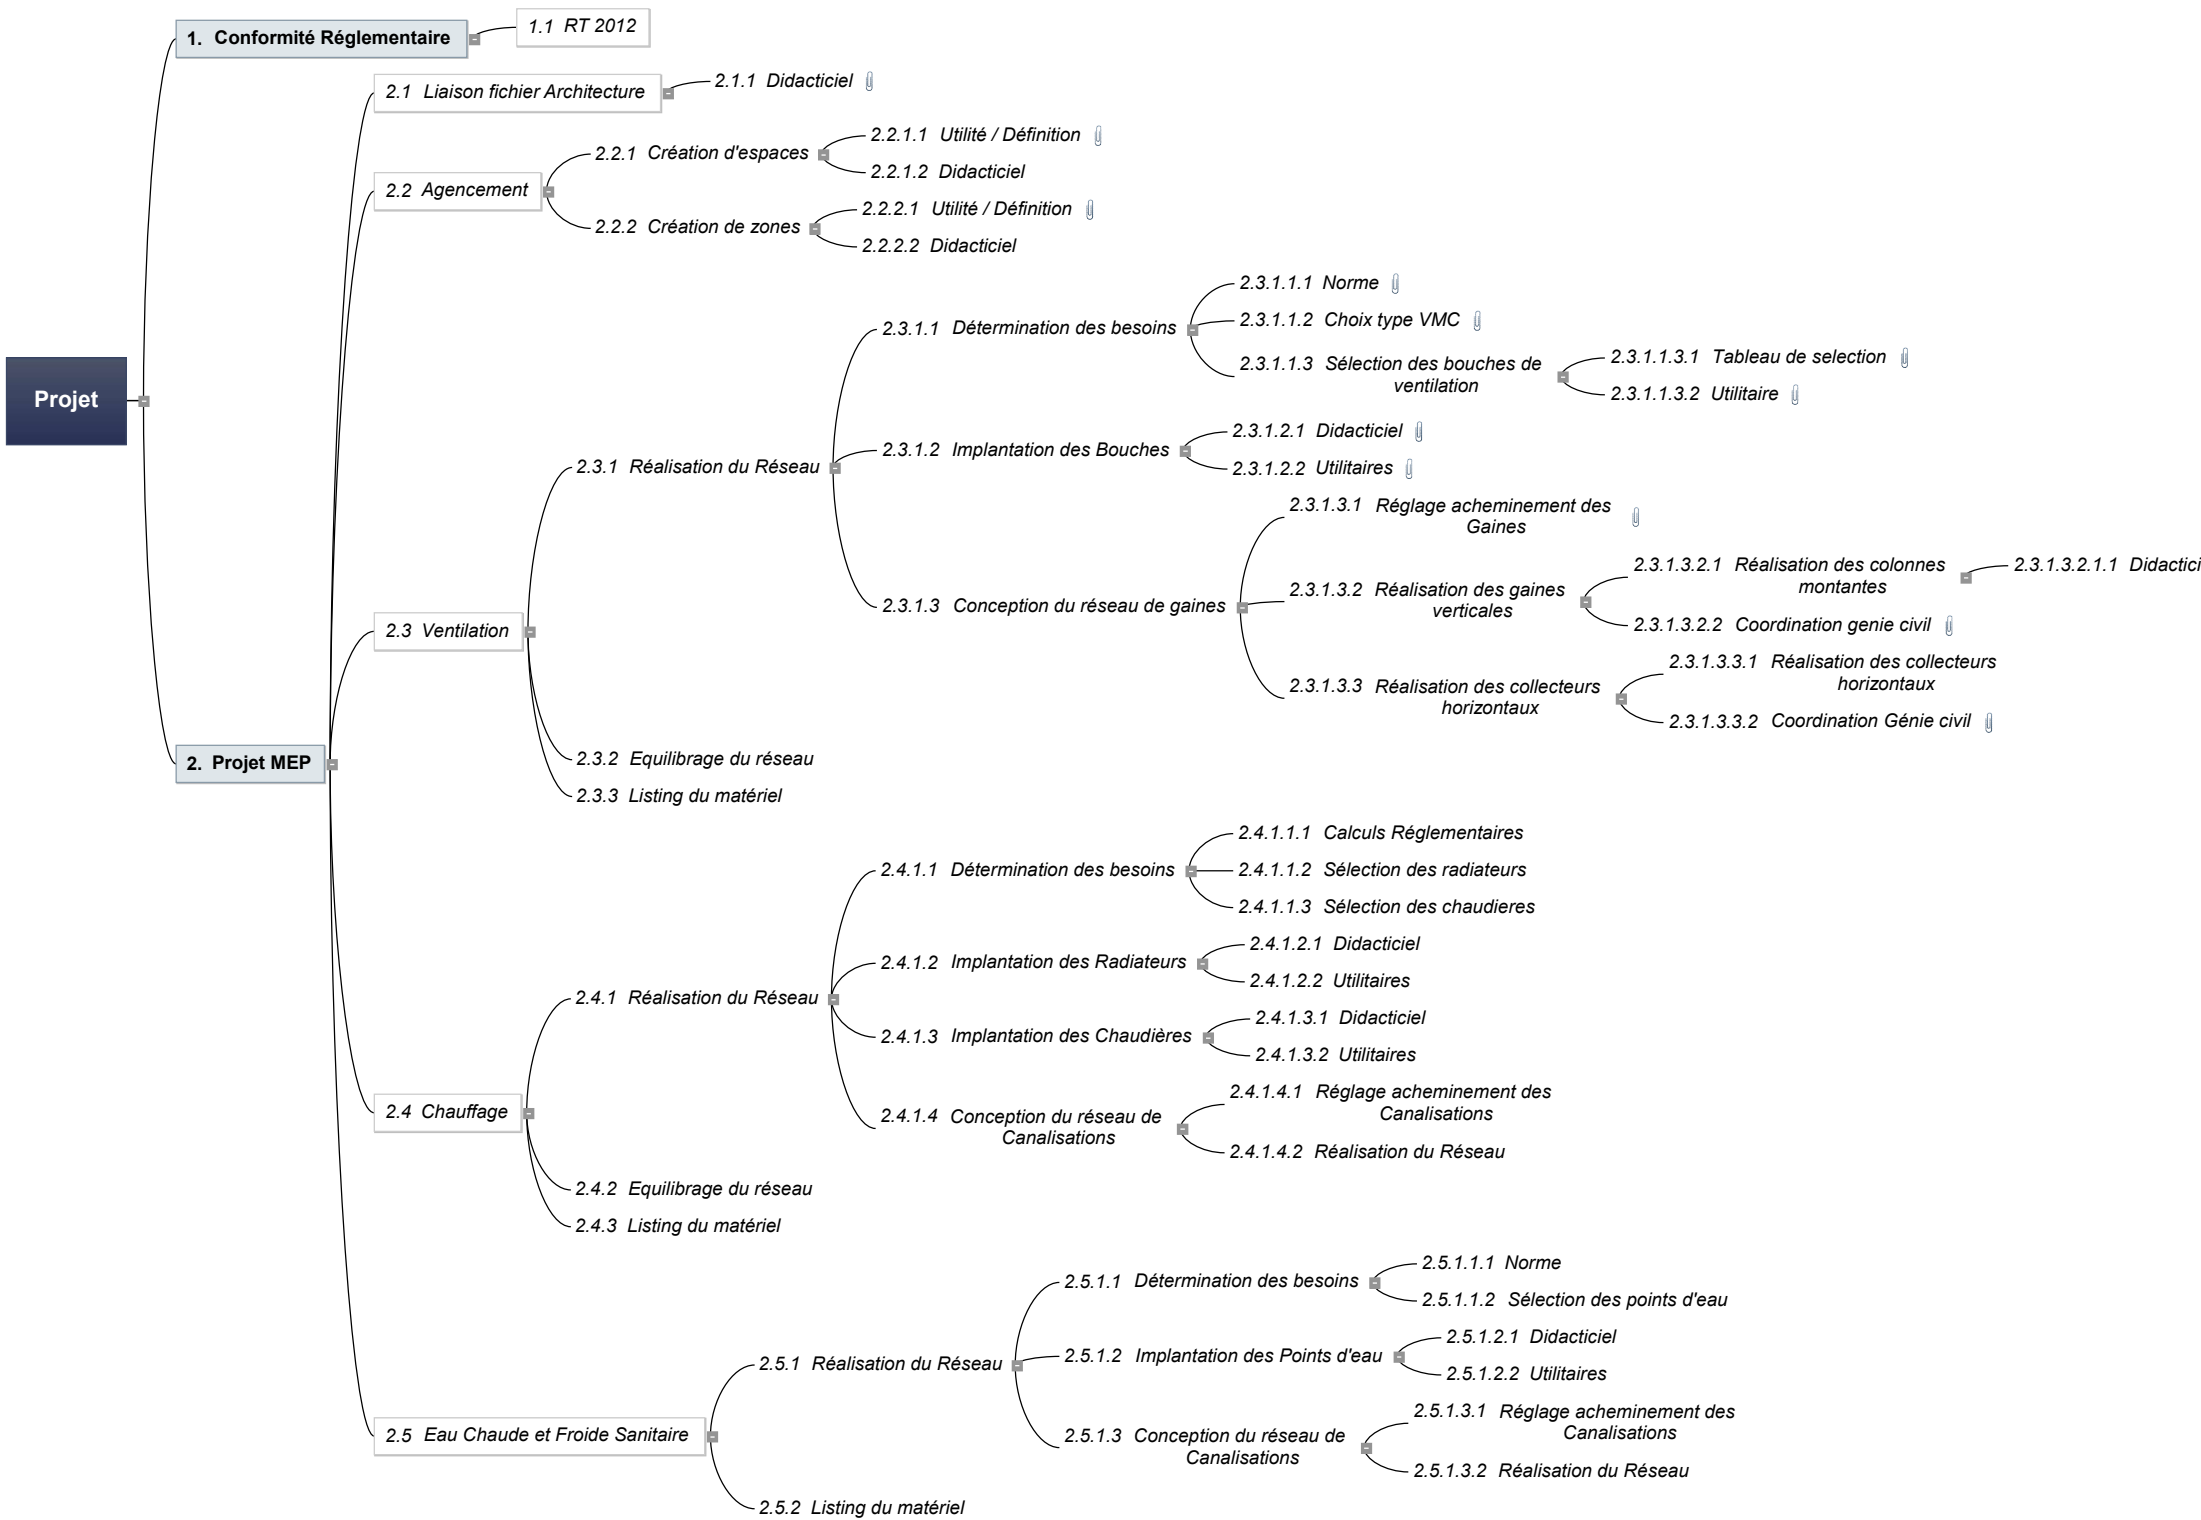 Projet
1. Conformité Réglementaire
1.1 RT 2012
2. Projet MEP
2.1 Liaison fichier Architecture
2.1.1 Didacticiel
2.2 Agencement
2.2.1 Création d'espaces
2.2.1.1 Utilité / Définition
2.2.1.2 Didacticiel
2.2.2 Création de zones
2.2.2.1 Utilité / Définition
2.2.2.2 Didacticiel
2.3 Ventilation
2.3.1 Réalisation du Réseau
2.3.1.1 Détermination des besoins
2.3.1.1.1 Norme
2.3.1.1.2 Choix type VMC
2.3.1.1.3 Sélection des bouches de
ventilation
2.3.1.1.3.1 Tableau de selection
2.3.1.1.3.2 Utilitaire
2.3.1.2 Implantation des Bouches
2.3.1.2.1 Didacticiel
2.3.1.2.2 Utilitaires
2.3.1.3 Conception du réseau de gaines
2.3.1.3.1 Réglage acheminement des
Gaines
2.3.1.3.2 Réalisation des gaines
verticales
2.3.1.3.2.1 Réalisation des colonnes
montantes
2.3.1.3.2.1.1 Didactici
2.3.1.3.2.2 Coordination genie civil
2.3.1.3.3 Réalisation des collecteurs
horizontaux
2.3.1.3.3.1 Réalisation des collecteurs
horizontaux
2.3.1.3.3.2 Coordination Génie civil
2.3.2 Equilibrage du réseau
2.3.3 Listing du matériel
2.4 Chauffage
2.4.1 Réalisation du Réseau
2.4.1.1 Détermination des besoins
2.4.1.1.1 Calculs Réglementaires
2.4.1.1.2 Sélection des radiateurs
2.4.1.1.3 Sélection des chaudieres
2.4.1.2 Implantation des Radiateurs
2.4.1.2.1 Didacticiel
2.4.1.2.2 Utilitaires
2.4.1.3 Implantation des Chaudières
2.4.1.3.1 Didacticiel
2.4.1.3.2 Utilitaires
2.4.1.4 Conception du réseau de
Canalisations
2.4.1.4.1 Réglage acheminement des
Canalisations
2.4.1.4.2 Réalisation du Réseau
2.4.2 Equilibrage du réseau
2.4.3 Listing du matériel
2.5 Eau Chaude et Froide Sanitaire
2.5.1 Réalisation du Réseau
2.5.1.1 Détermination des besoins
2.5.1.1.1 Norme
2.5.1.1.2 Sélection des points d'eau
2.5.1.2 Implantation des Points d'eau
2.5.1.2.1 Didacticiel
2.5.1.2.2 Utilitaires
2.5.1.3 Conception du réseau de
Canalisations
2.5.1.3.1 Réglage acheminement des
Canalisations
2.5.1.3.2 Réalisation du Réseau
2.5.2 Listing du matériel